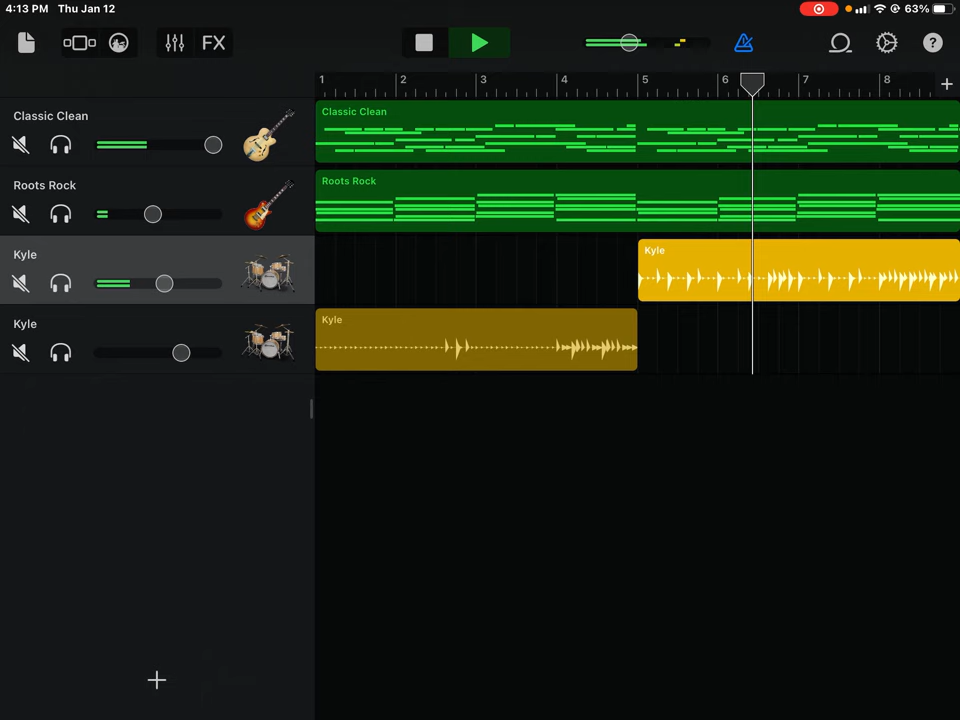 4:13 PM Thu Jan 12
63%
FX
1 2 3 4 5 6 7 8
Classic Clean
Classic Clean
Roots Rock
Roots Rock
Kyle
Kyle
Kyle
Kyle